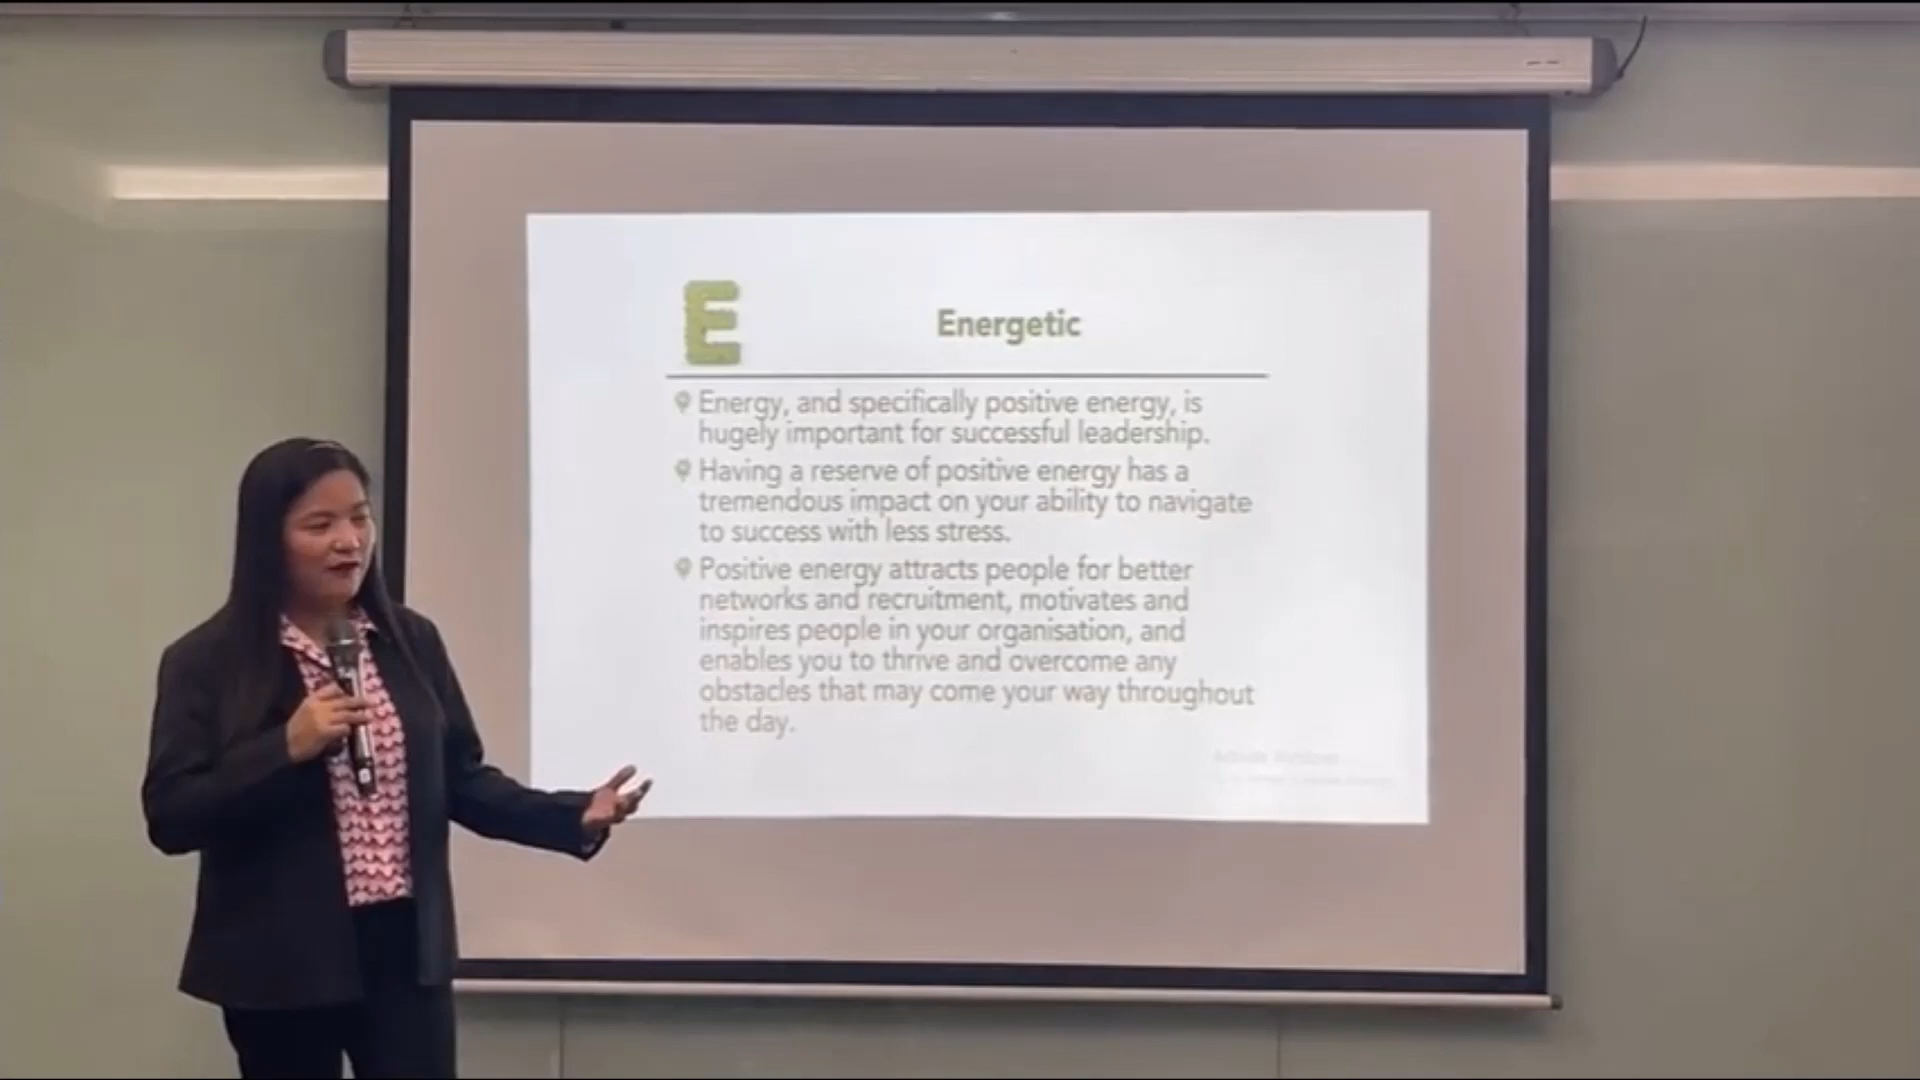 E
Energetic
Energy, and specifically positive energy, is
hugely important for successful leadership.
Having a reserve of positive energy has a
tremendous impact on your ability to navigate
to success with less stress.
Positive energy attracts people for better
networks and recruitment, motivates and
inspires people in your organisation, and
enables you to thrive and overcome any
obstacles that may come your way throughout
the day.
Activate Windows